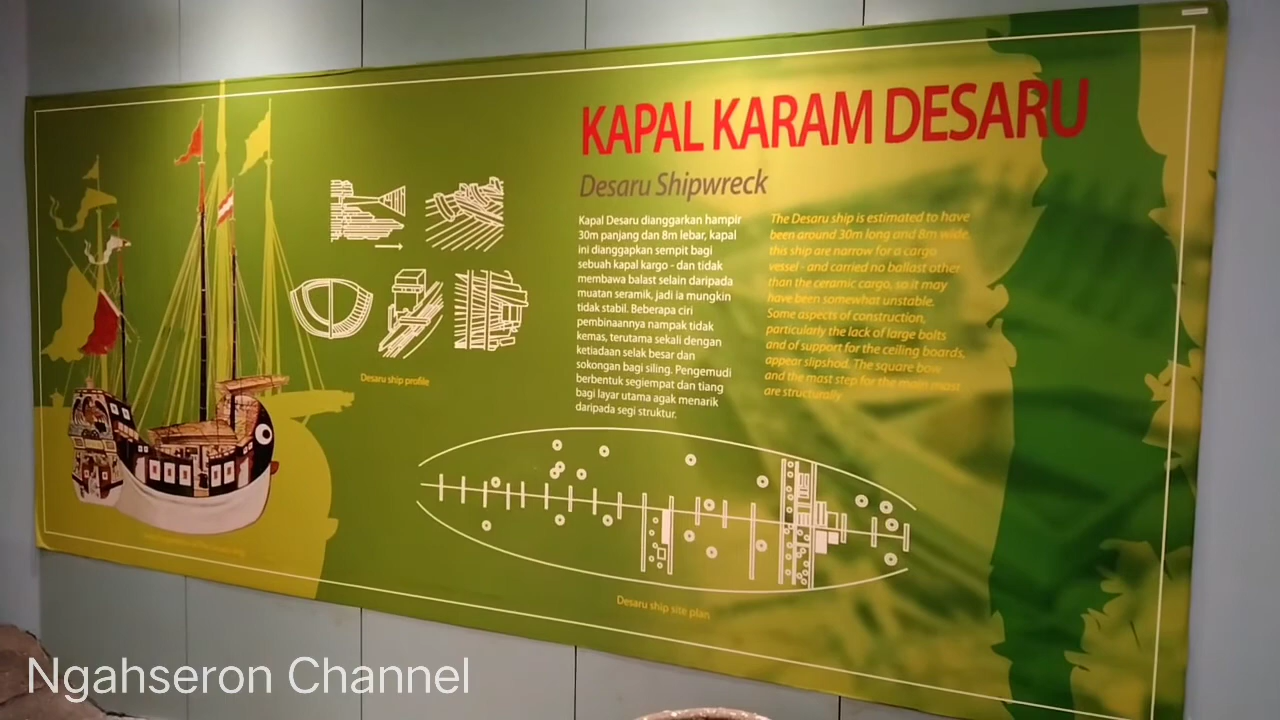 KAPAL KARAM DESARU
Desaru Shipwreck
Kapal Desaru dianggarkan hampir
30m panjang dan 8m lebar, kapal
ini dianggapkan sempit bagi
sebuah kapal kargo - dan tidak
membawa balast selain daripada
muatan seramik, jadi ia mungkin
tidak stabil. Beberapa ciri
pembinaannya nampak tidak
kemas, terutama sekali dengan
ketiadaan selak besar dan
sokongan bagi siling. Pengemudi
berbentuk segiempat dan tiang
bagi layar utama agak menarik
daripada segi struktur.
The Desaru ship is estimated to have
been around 30m long and 8m wide,
this ship are narrow for a cargo
vessel - and carried no ballast other
than the ceramic cargo, so it may
have been somewhat unstable.
Some aspects of construction,
particularly the lack of large bolts
and of support for the ceiling boards,
appear slipshod. The square bow
and the mast step for the main mast
are structurally
Desaru ship profile
Desaru ship site plan
Ngahseron Channel